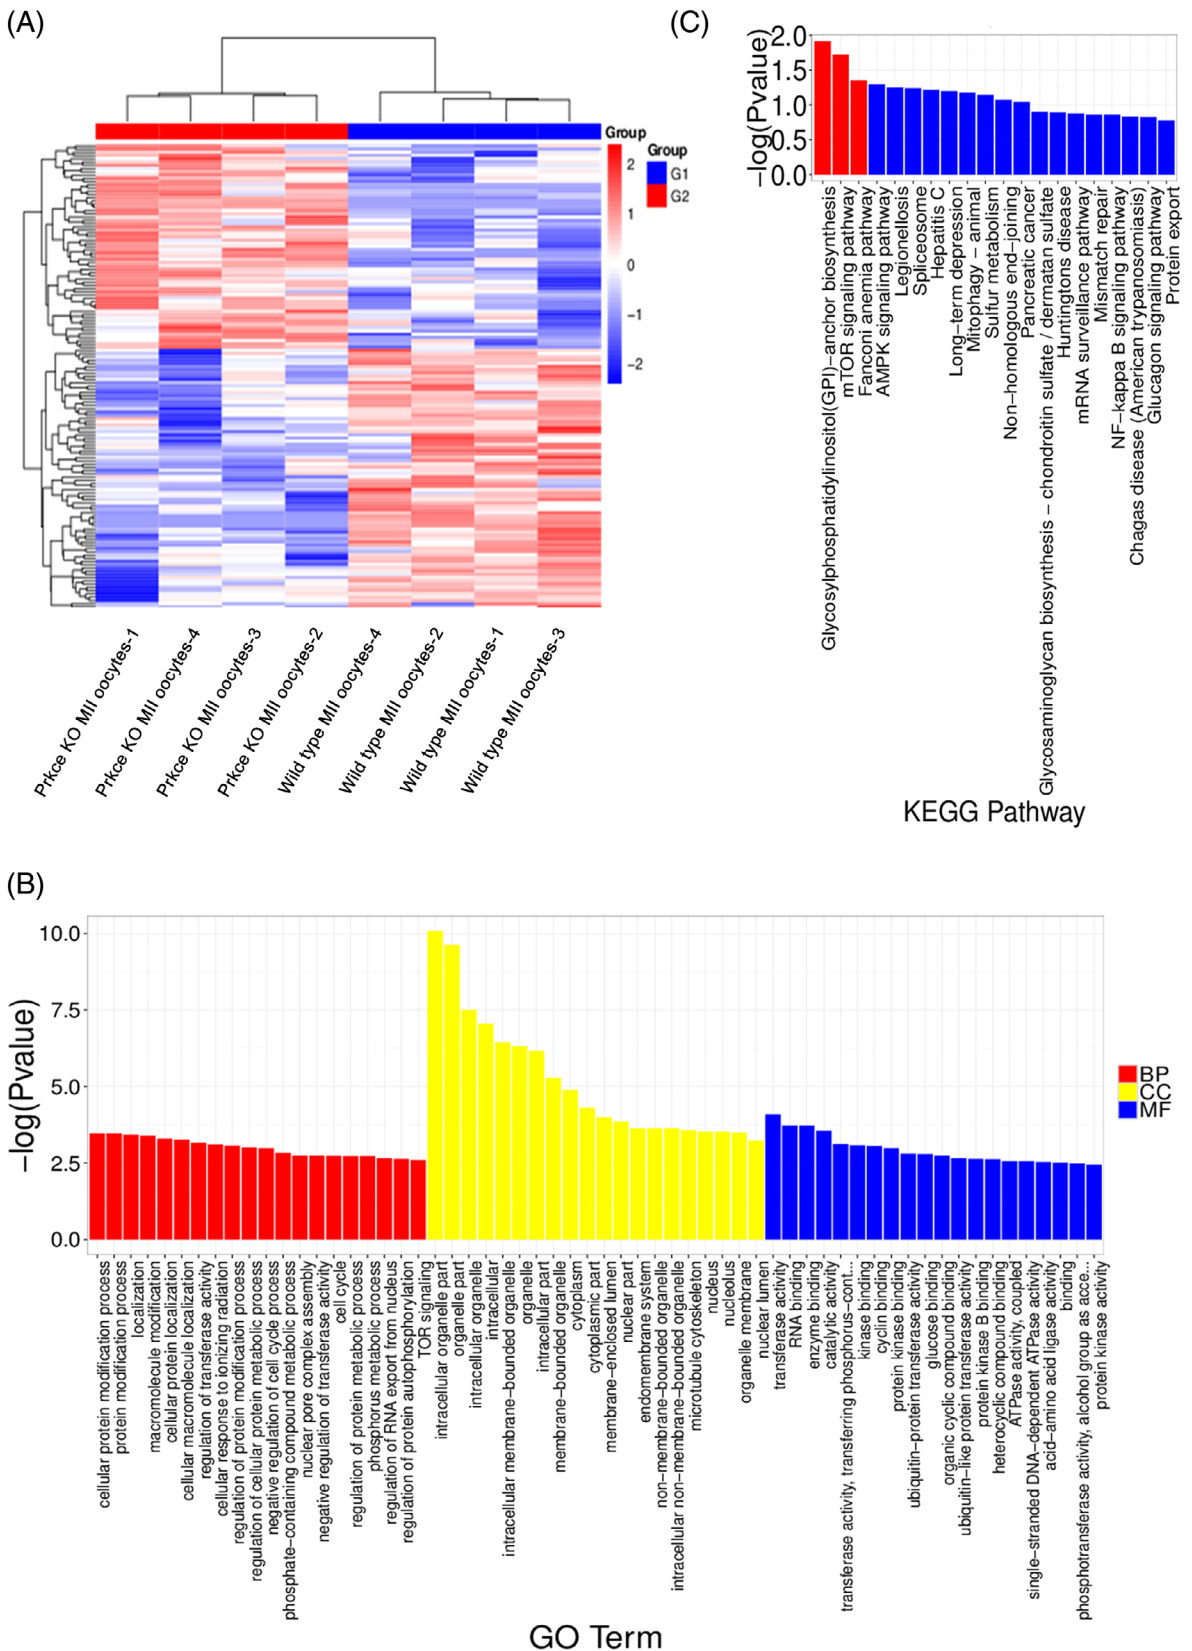 (A)
Group
2
1
0
−1
−2
Group
G1
G2
Prkce KO MII oocytes-1
Prkce KO MII oocytes-4
Prkce KO MII oocytes-3
Prkce KO MII oocytes-2
Wild type MII oocytes-4
Wild type MII oocytes-2
Wild type MII oocytes-1
Wild type MII oocytes-3
(C)
−log(Pvalue)
2.0
1.5
1.0
0.5
0.0
Glycosylphosphatidylinositol(GPI)−anchor biosynthesis
mTOR signaling pathway
Fanconi anemia pathway
AMPK signaling pathway
Legionellosis
Spliceosome
Hepatitis C
Long−term depression
Mitophagy − animal
Sulfur metabolism
Non−homologous end−joining
Pancreatic cancer
Glycosaminoglycan biosynthesis − chondroitin sulfate / dermatan sulfate
Huntingtons disease
mRNA surveillance pathway
Mismatch repair
NF−kappa B signaling pathway
Chagas disease (American trypanosomiasis)
Glucagon signaling pathway
Protein export
KEGG Pathway
(B)
−log(Pvalue)
10.0
7.5
5.0
2.5
0.0
BP
CC
MF
cellular protein modification process
protein modification process
localization
macromolecule modification
cellular protein localization
cellular macromolecule localization
regulation of transferase activity
cellular response to ionizing radiation
regulation of protein modification process
regulation of cellular protein metabolic process
negative regulation of cell cycle process
phosphate−containing compound metabolic process
nuclear pore complex assembly
negative regulation of transferase activity
cell cycle
regulation of protein metabolic process
phosphorus metabolic process
regulation of RNA export from nucleus
regulation of protein autophosphorylation
TOR signaling
intracellular organelle part
organelle part
intracellular organelle
intracellular
intracellular membrane−bounded organelle
organelle
intracellular part
membrane−bounded organelle
cytoplasm
cytoplasmic part
membrane−enclosed lumen
nuclear part
endomembrane system
non−membrane−bounded organelle
intracellular non−membrane−bounded organelle
microtubule cytoskeleton
nucleus
nucleolus
organelle membrane
nuclear lumen
transferase activity
RNA binding
enzyme binding
catalytic activity
transferase activity, transferring phosphorus−cont...
kinase binding
cyclin binding
protein kinase binding
ubiquitin−protein transferase activity
glucose binding
organic cyclic compound binding
ubiquitin−like protein transferase activity
protein kinase B binding
heterocyclic compound binding
ATPase activity, coupled
single−stranded DNA−dependent ATPase activity
acid−amino acid ligase activity
binding
phosphotransferase activity, alcohol group as acce...
protein kinase activity
GO Term